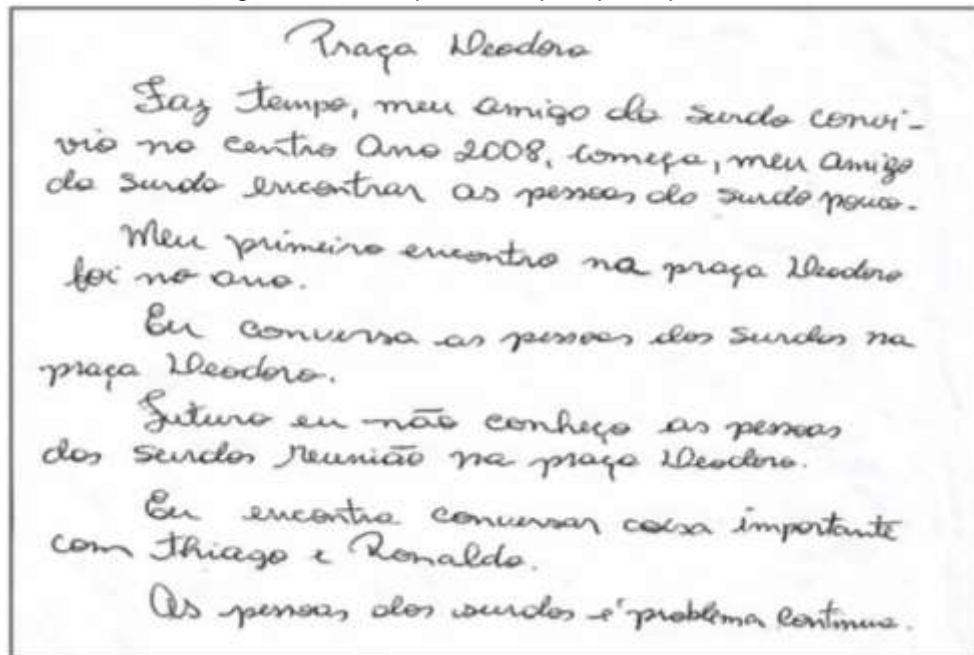 Praça Deodoro
Faz tempo, meu amigo do surdo convi-
vio no centro Ano 2008, começa, meu amigo
do surdo encontrar as pessoas do surdo pouco.
Meu primeiro encontro na praça Deodoro
foi no ano.
Eu conversa as pessoas dos surdos na
praça Deodoro.
Futuro eu não conheço as pessoas
dos surdos reunião na praça Deodoro.
Eu encontra conversar coisa importante
com Thiago e Ronaldo.
As pessoas dos surdos é problema continua.